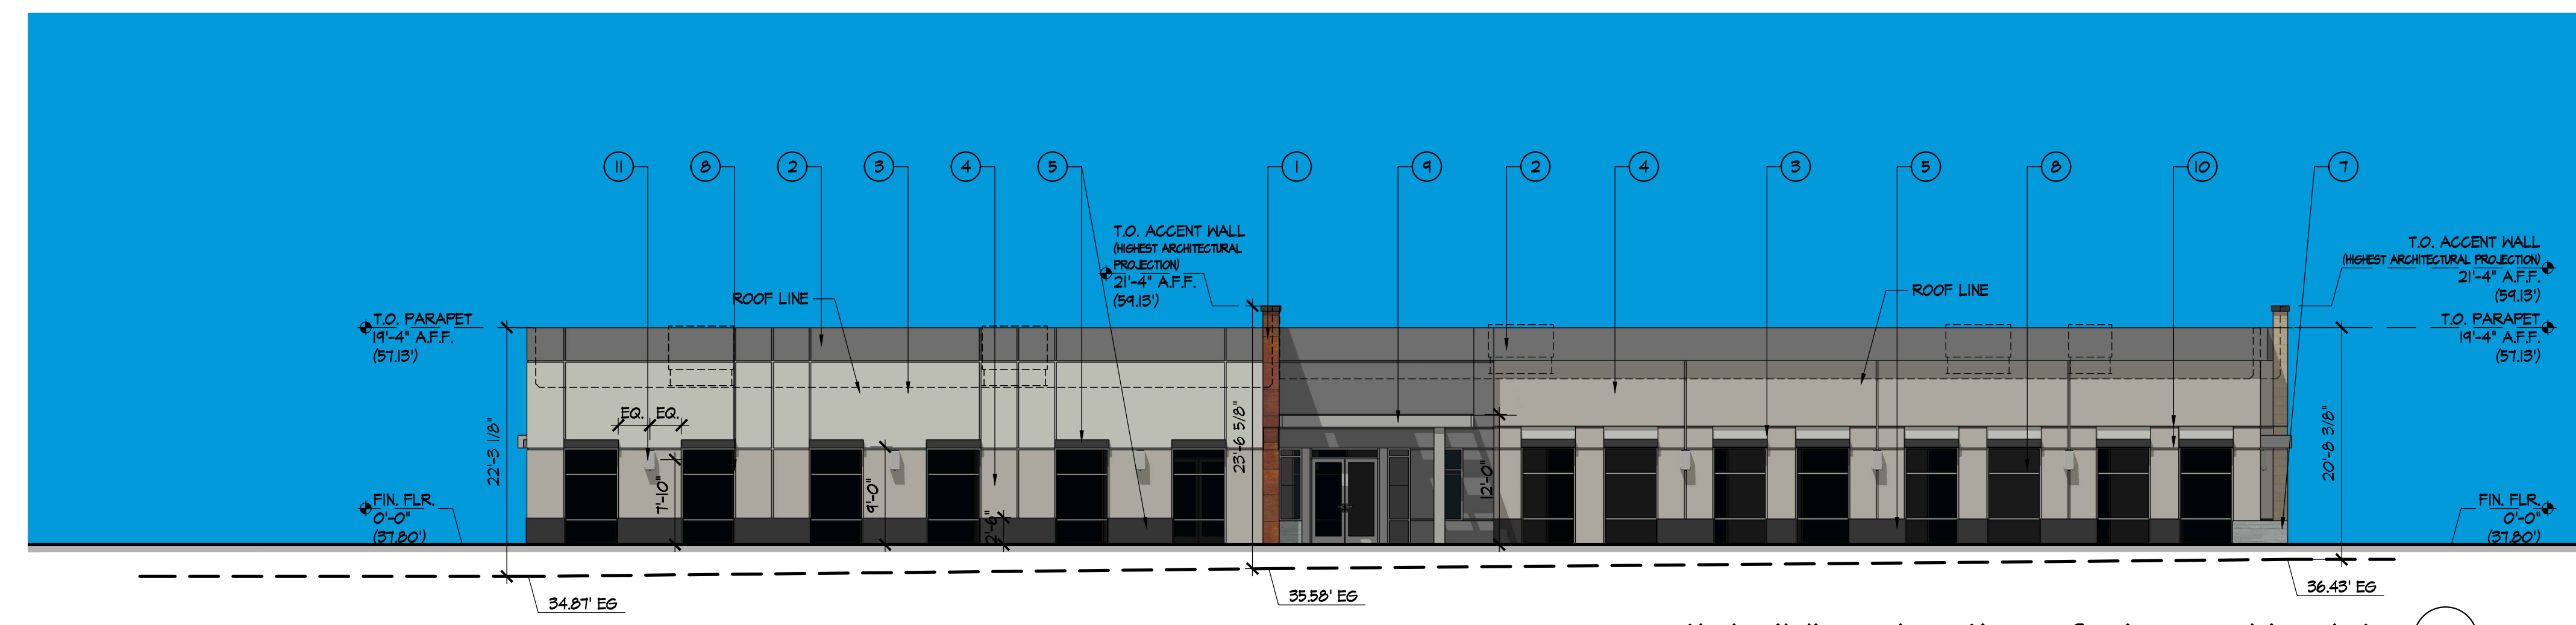 11
8
2
3
4
5
1
9
2
4
3
5
8
10
7
T.O. ACCENT WALL
(HIGHEST ARCHITECTURAL
PROJECTION)
21'-4" A.F.F.
(59.13')
T.O. ACCENT WALL
(HIGHEST ARCHITECTURAL PROJECTION)
21'-4" A.F.F.
(59.13')
ROOF LINE
ROOF LINE
T.O. PARAPET
19'-4" A.F.F.
(57.13')
T.O. PARAPET
19'-4" A.F.F.
(57.13')
EQ. EQ.
22'-3 1/8"
7'-10"
9'-0"
2'-6"
23'-6 5/8"
12'-0"
20'-8 3/8"
FIN. FLR.
0'-0"
(37.80')
FIN. FLR.
0'-0"
(37.80')
34.87' EG
35.58' EG
36.43' EG